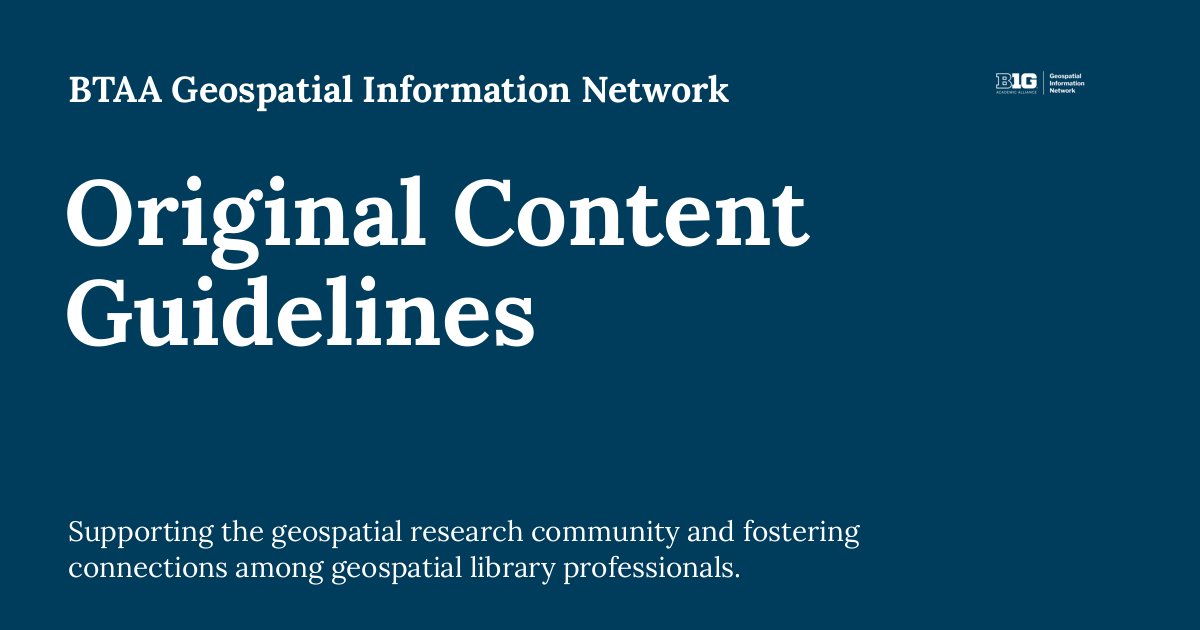 BTAA Geospatial Information Network
B1G
ACADEMIC ALLIANCE
Geospatial
Information
Network
Original Content
Guidelines
Supporting the geospatial research community and fostering
connections among geospatial library professionals.